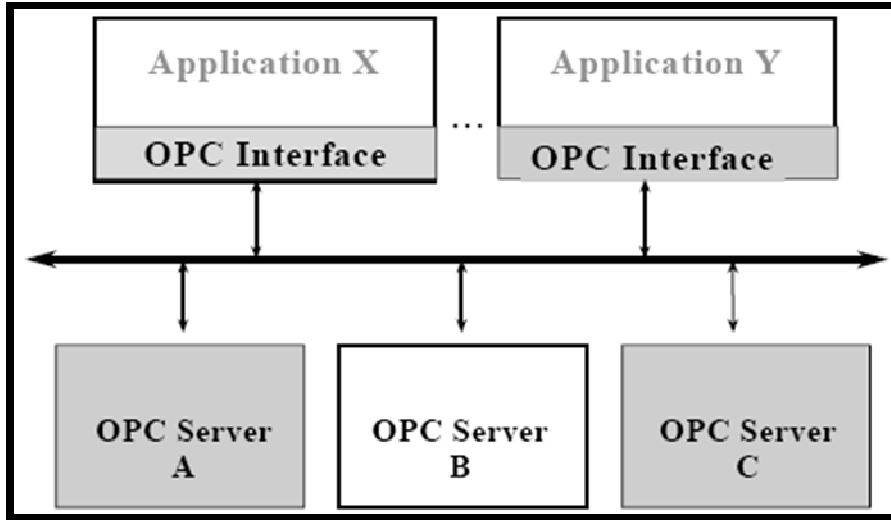 Application X
Application Y
OPC Interface
...
OPC Interface
OPC Server
A
OPC Server
B
OPC Server
C